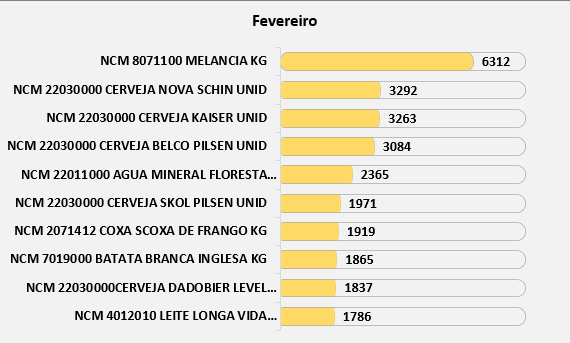 Fevereiro
NCM 8071100 MELANCIA KG 6312
NCM 22030000 CERVEJA NOVA SCHIN UNID 3292
NCM 22030000 CERVEJA KAISER UNID 3263
NCM 22030000 CERVEJA BELCO PILSEN UNID 3084
NCM 22011000 AGUA MINERAL FLORESTA... 2365
NCM 22030000 CERVEJA SKOL PILSEN UNID 1971
NCM 2071412 COXA SCOXA DE FRANGO KG 1919
NCM 7019000 BATATA BRANCA INGLESA KG 1865
NCM 22030000CERVEJA DADOBIER LEVEL... 1837
NCM 4012010 LEITE LONGA VIDA... 1786